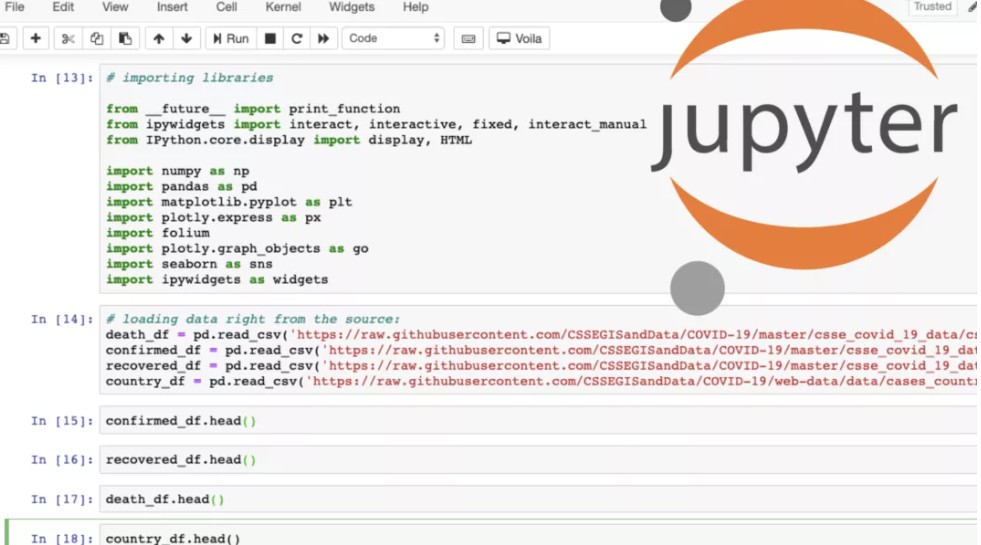 File Edit View Insert Cell Kernel Widgets Help Trusted
Run Code Voila
jupyter
In [13]: # importing libraries
from __future__ import print_function
from ipywidgets import interact, interactive, fixed, interact_manual
from IPython.core.display import display, HTML
import numpy as np
import pandas as pd
import matplotlib.pyplot as plt
import plotly.express as px
import folium
import plotly.graph_objects as go
import seaborn as sns
import ipywidgets as widgets
In [14]: # loading data right from the source:
death_df = pd.read_csv('https://raw.githubusercontent.com/CSSEGISandData/COVID-19/master/csse_covid_19_data/cs
confirmed_df = pd.read_csv('https://raw.githubusercontent.com/CSSEGISandData/COVID-19/master/csse_covid_19_dat
recovered_df = pd.read_csv('https://raw.githubusercontent.com/CSSEGISandData/COVID-19/master/csse_covid_19_dat
country_df = pd.read_csv('https://raw.githubusercontent.com/CSSEGISandData/COVID-19/web-data/data/cases_countr
In [15]: confirmed_df.head()
In [16]: recovered_df.head()
In [17]: death_df.head()
In [18]: country_df.head()